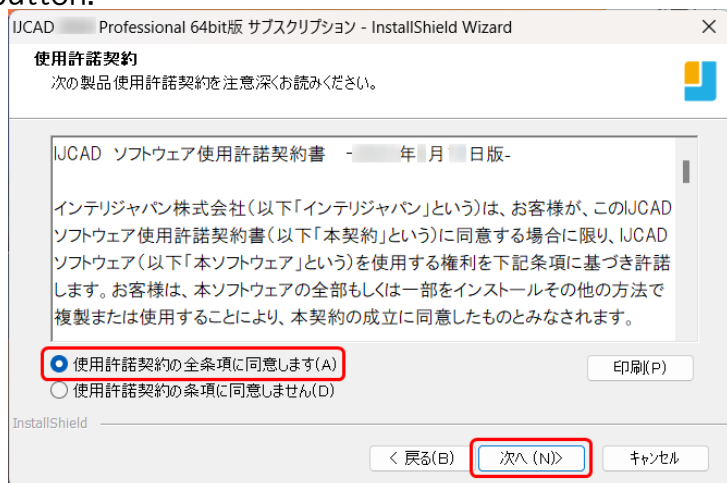 button.
IJCAD Professional 64bit版 サブスクリプション - InstallShield Wizard
使用許諾契約
次の製品使用許諾契約を注意深くお読みください。
IJCAD ソフトウェア使用許諾契約書 - 年 月 日版-
インテリジャパン株式会社(以下「インテリジャパン」という)は、お客様が、このIJCAD
ソフトウェア使用許諾契約書(以下「本契約」という)に同意する場合に限り、IJCAD
ソフトウェア(以下「本ソフトウェア」という)を使用する権利を下記条項に基づき許諾
します。お客様は、本ソフトウェアの全部もしくは一部をインストールその他の方法で
複製または使用することにより、本契約の成立に同意したものとみなされます。
使用許諾契約の全条項に同意します(A)
印刷(P)
使用許諾契約の条項に同意しません(D)
InstallShield
< 戻る(B)
次へ (N)>
キャンセル